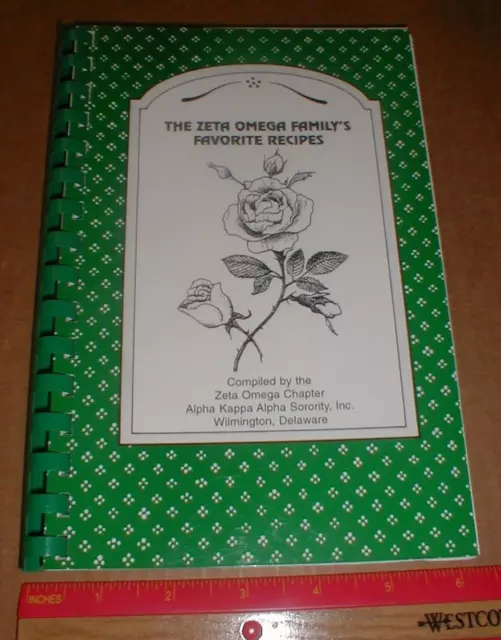 THE ZETA OMEGA FAMILY'S
FAVORITE RECIPES
Compiled by the
Zeta Omega Chapter
Alpha Kappa Alpha Sorority, Inc.
Wilmington, Delaware
INCHES 1 2 3 4 5 6
WESTCO